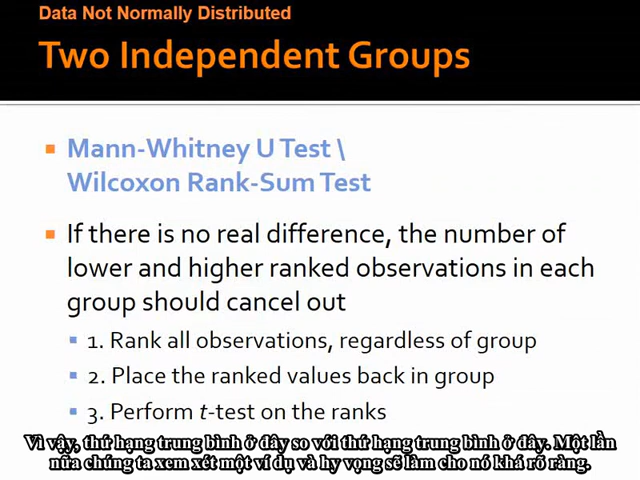 Data Not Normally Distributed
Two Independent Groups
Mann-Whitney U Test \
Wilcoxon Rank-Sum Test
If there is no real difference, the number of
lower and higher ranked observations in each
group should cancel out
1. Rank all observations, regardless of group
2. Place the ranked values back in group
3. Perform t-test on the ranks
Vì vậy, thứ hạng trung bình ở đây so với thứ hạng trung bình ở đây. Một lần
nữa chúng ta xem xét một ví dụ và hy vọng sẽ làm cho nó khá rõ ràng.